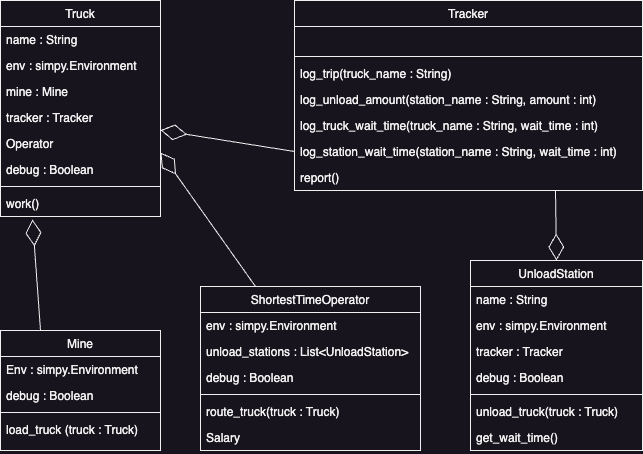 Truck
name : String
env : simpy.Environment
mine : Mine
tracker : Tracker
Operator
debug : Boolean
work()
Tracker
log_trip(truck_name : String)
log_unload_amount(station_name : String, amount : int)
log_truck_wait_time(truck_name : String, wait_time : int)
log_station_wait_time(station_name : String, wait_time : int)
report()
Mine
Env : simpy.Environment
debug : Boolean
load_truck (truck : Truck)
ShortestTimeOperator
env : simpy.Environment
unload_stations : List<UnloadStation>
debug : Boolean
route_truck(truck : Truck)
Salary
UnloadStation
name : String
env : simpy.Environment
tracker : Tracker
debug : Boolean
unload_truck(truck : Truck)
get_wait_time()